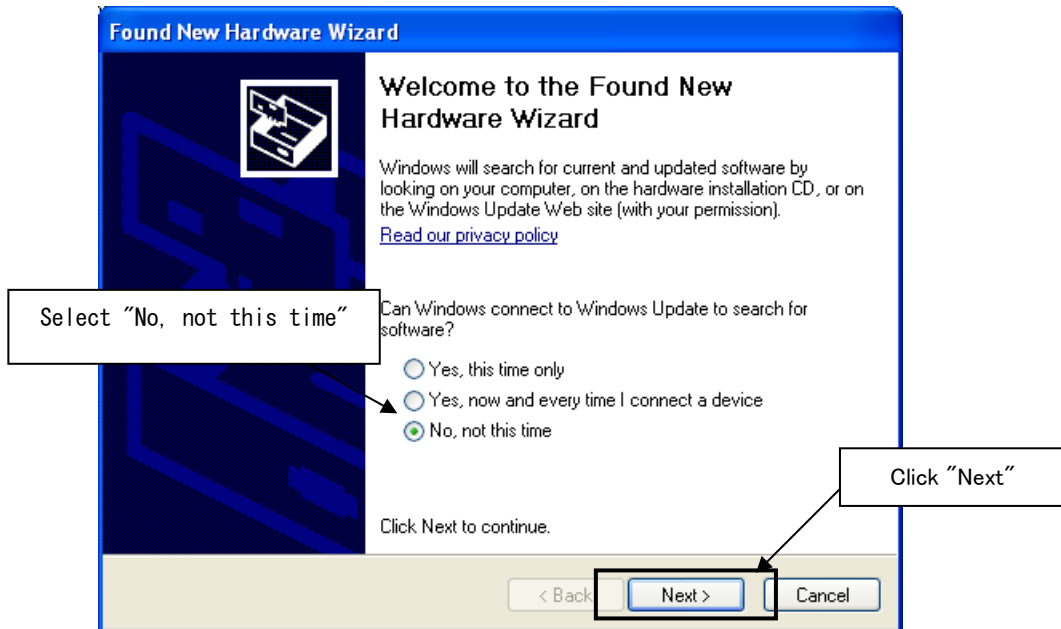 Found New Hardware Wizard
Welcome to the Found New
Hardware Wizard
Windows will search for current and updated software by
looking on your computer, on the hardware installation CD, or on
the Windows Update Web site (with your permission).
Read our privacy policy
Select "No, not this time"
Can Windows connect to Windows Update to search for
software?
Yes, this time only
Yes, now and every time I connect a device
No, not this time
Click "Next"
Click Next to continue.
< Back
Next >
Cancel